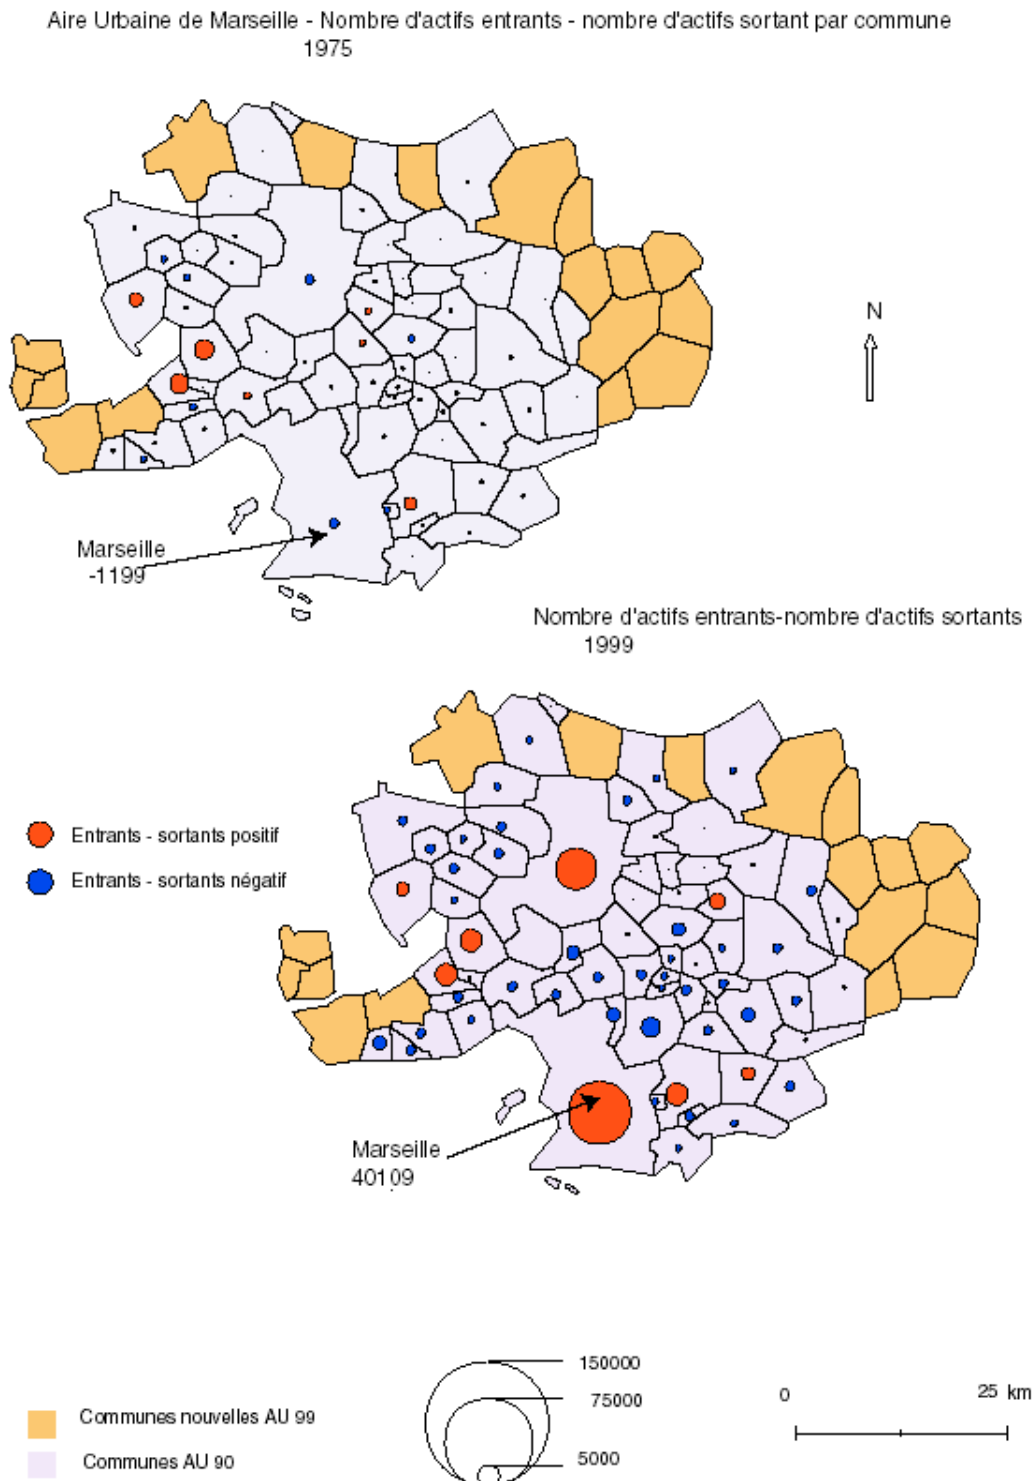 Aire Urbaine de Marseille - Nombre d'actifs entrants - nombre d'actifs sortant par commune
1975
N
Marseille
-1199
Nombre d'actifs entrants-nombre d'actifs sortants
1999
Entrants - sortants positif
Entrants - sortants négatif
Marseille
40109
150000
75000
5000
0 25 km
Communes nouvelles AU 99
Communes AU 90